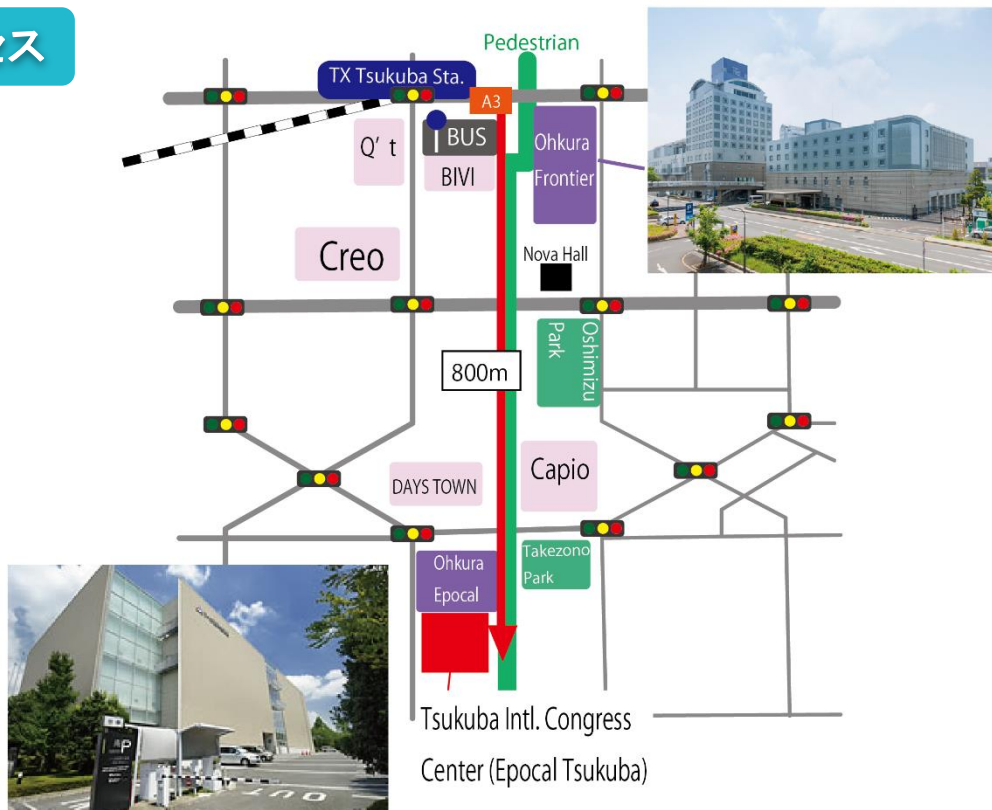 セス
Pedestrian
TX Tsukuba Sta.
A3
Q't
BUS
BIVI
Ohkura
Frontier
Creo
Nova Hall
Oshimizu
Park
800m
DAYS TOWN
Capio
Ohkura
Epocal
Takezono
Park
P
OUT
Tsukuba Intl. Congress
Center (Epocal Tsukuba)